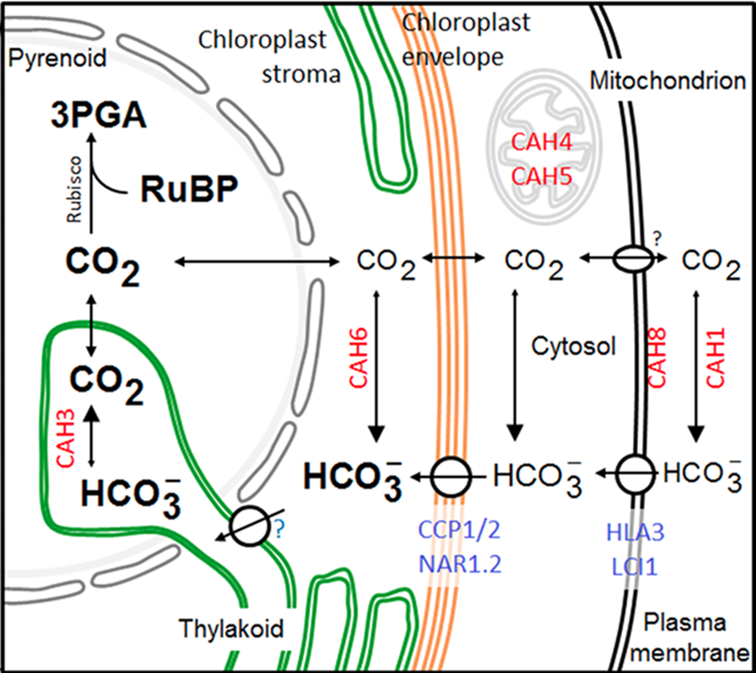 Pyrenoid
Chloroplast
stroma
Chloroplast
envelope
Mitochondrion
3PGA
Rubisco
RuBP
CAH4
CAH5
CO2
CO2
CO2
?
CO2
CAH6
Cytosol
CAH8
CAH1
CO2
CAH3
HCO3−
HCO3−
HCO3−
HCO3−
?
CCP1/2
NAR1.2
HLA3
LCI1
Thylakoid
Plasma
membrane